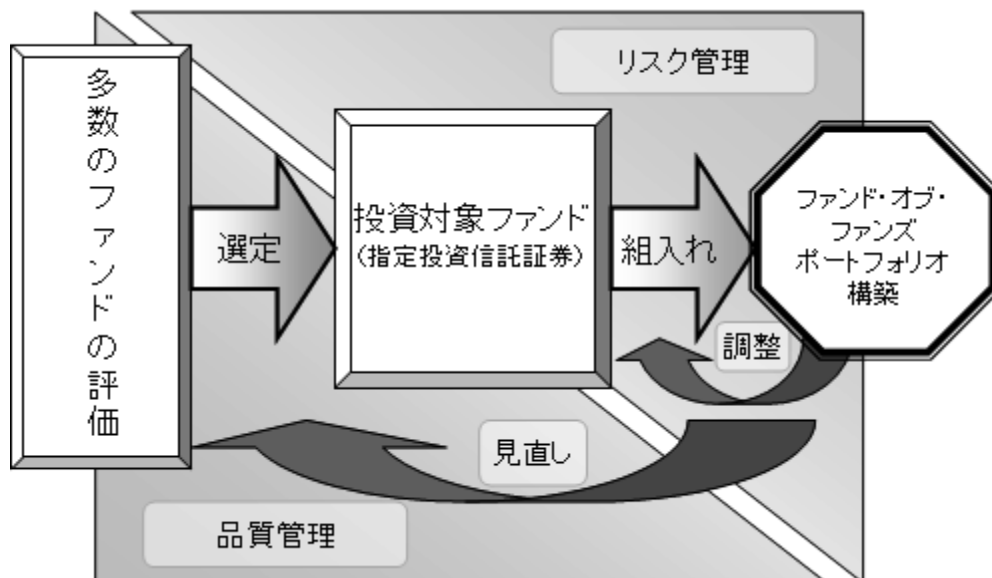 リスク管理
多数のファンドの評価
選定
投資対象ファンド
(指定投資信託証券)
組入れ
ファンド・オブ・
ファンズ
ポートフォリオ
構築
調整
見直し
品質管理